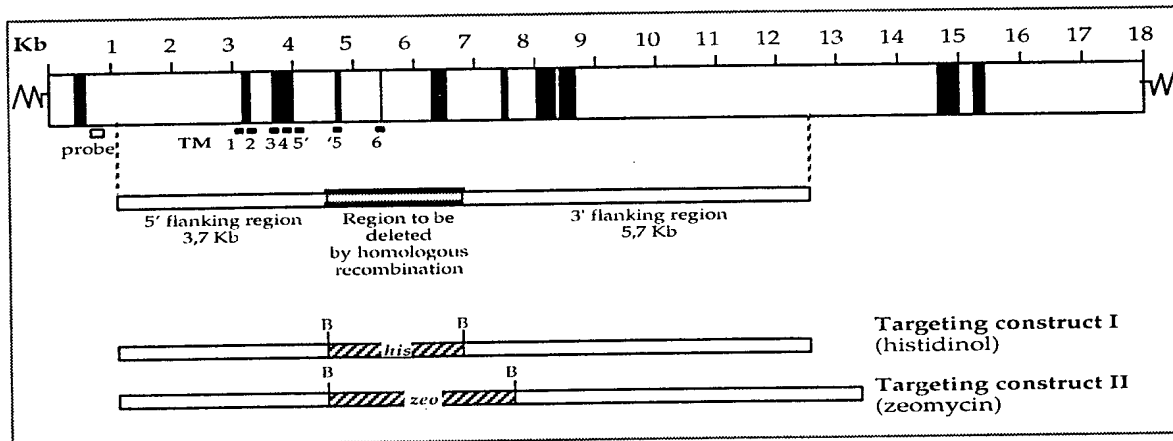 Kb 1 2 3 4 5 6 7 8 9 10 11 12 13 14 15 16 17 18
probe TM 1 2 3 4 5' '5 6
5' flanking region
3,7 Kb
Region to be
deleted
by homologous
recombination
3' flanking region
5,7 Kb
B B
his
Targeting construct I
(histidinol)
B B
zeo
Targeting construct II
(zeomycin)